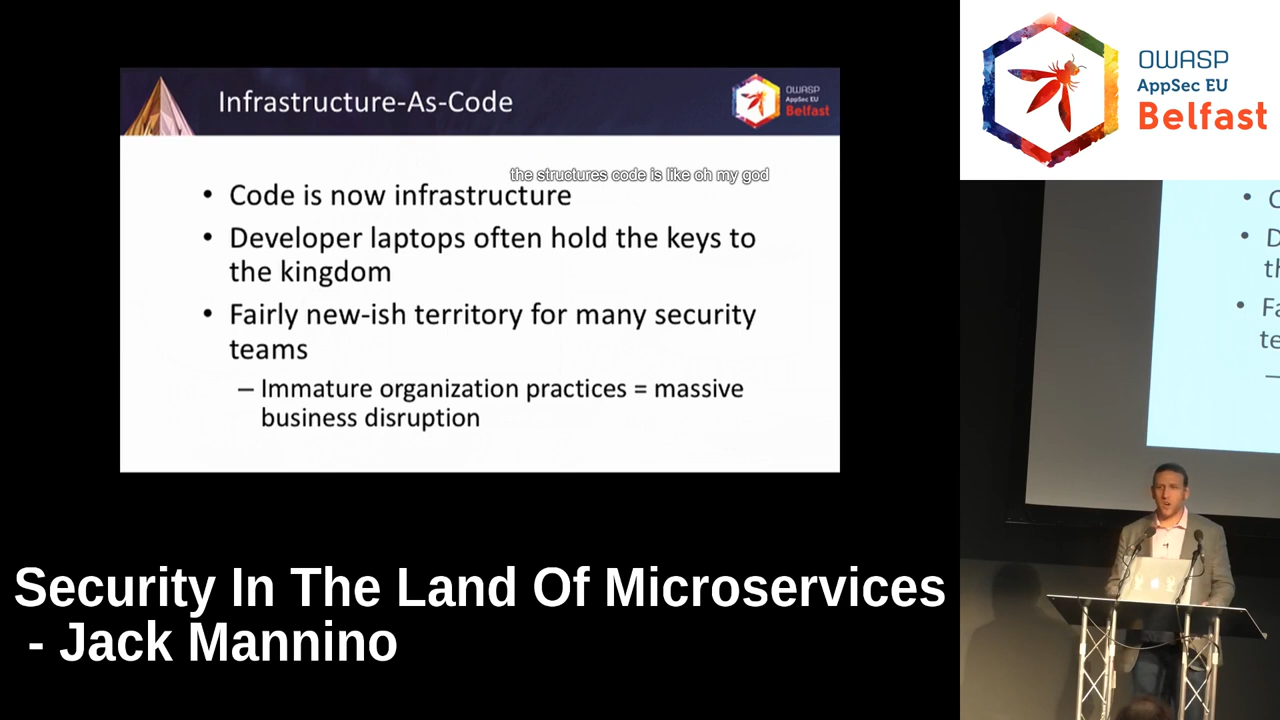 Infrastructure-As-Code
OWASP
AppSec EU
Belfast
the structures code is like oh my god
• Code is now infrastructure
• Developer laptops often hold the keys to
the kingdom
• Fairly new-ish territory for many security
teams
– Immature organization practices = massive
business disruption
Security In The Land Of Microservices
- Jack Mannino
OWASP
AppSec EU
Belfast